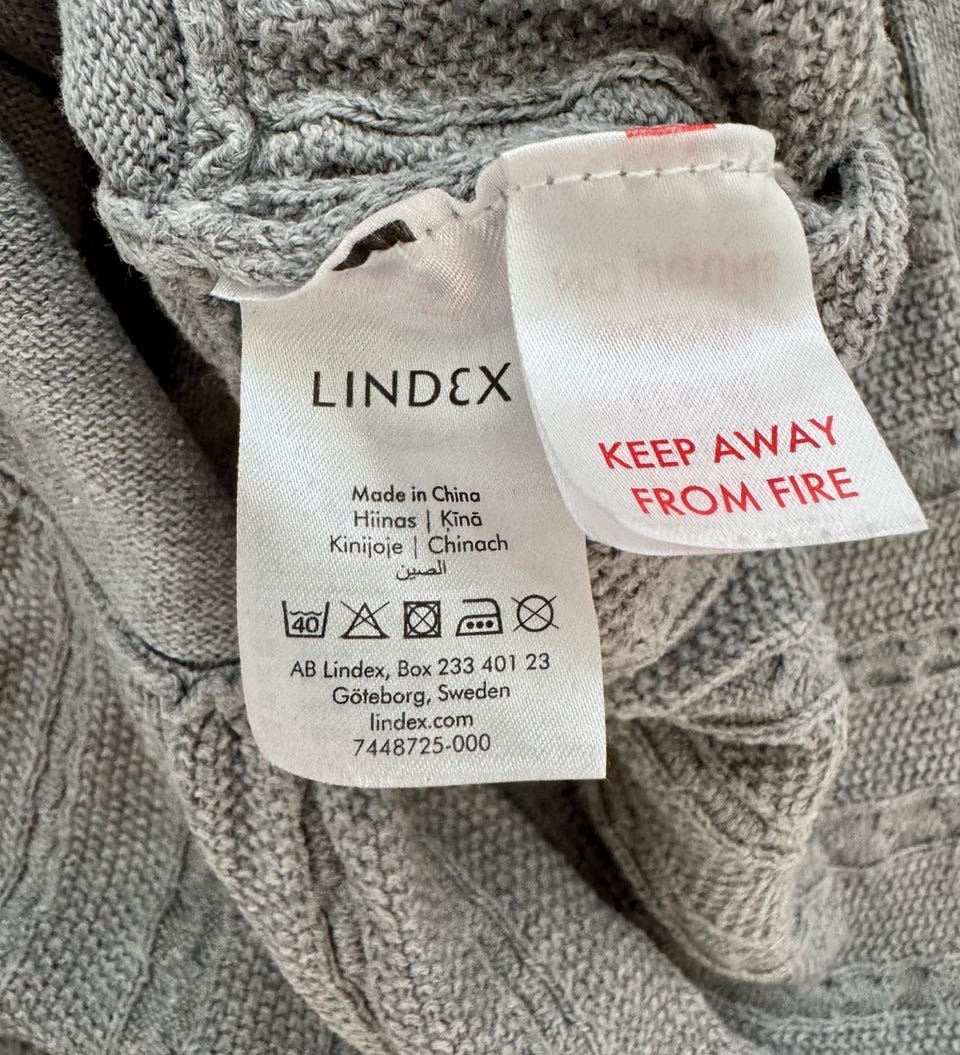 LINDEX
Made in China
Hiinas | Ķīnā
Kinijoje | Chinach
الصين
40
AB Lindex, Box 233 401 23
Göteborg, Sweden
lindex.com
7448725-000
KEEP AWAY
FROM FIRE